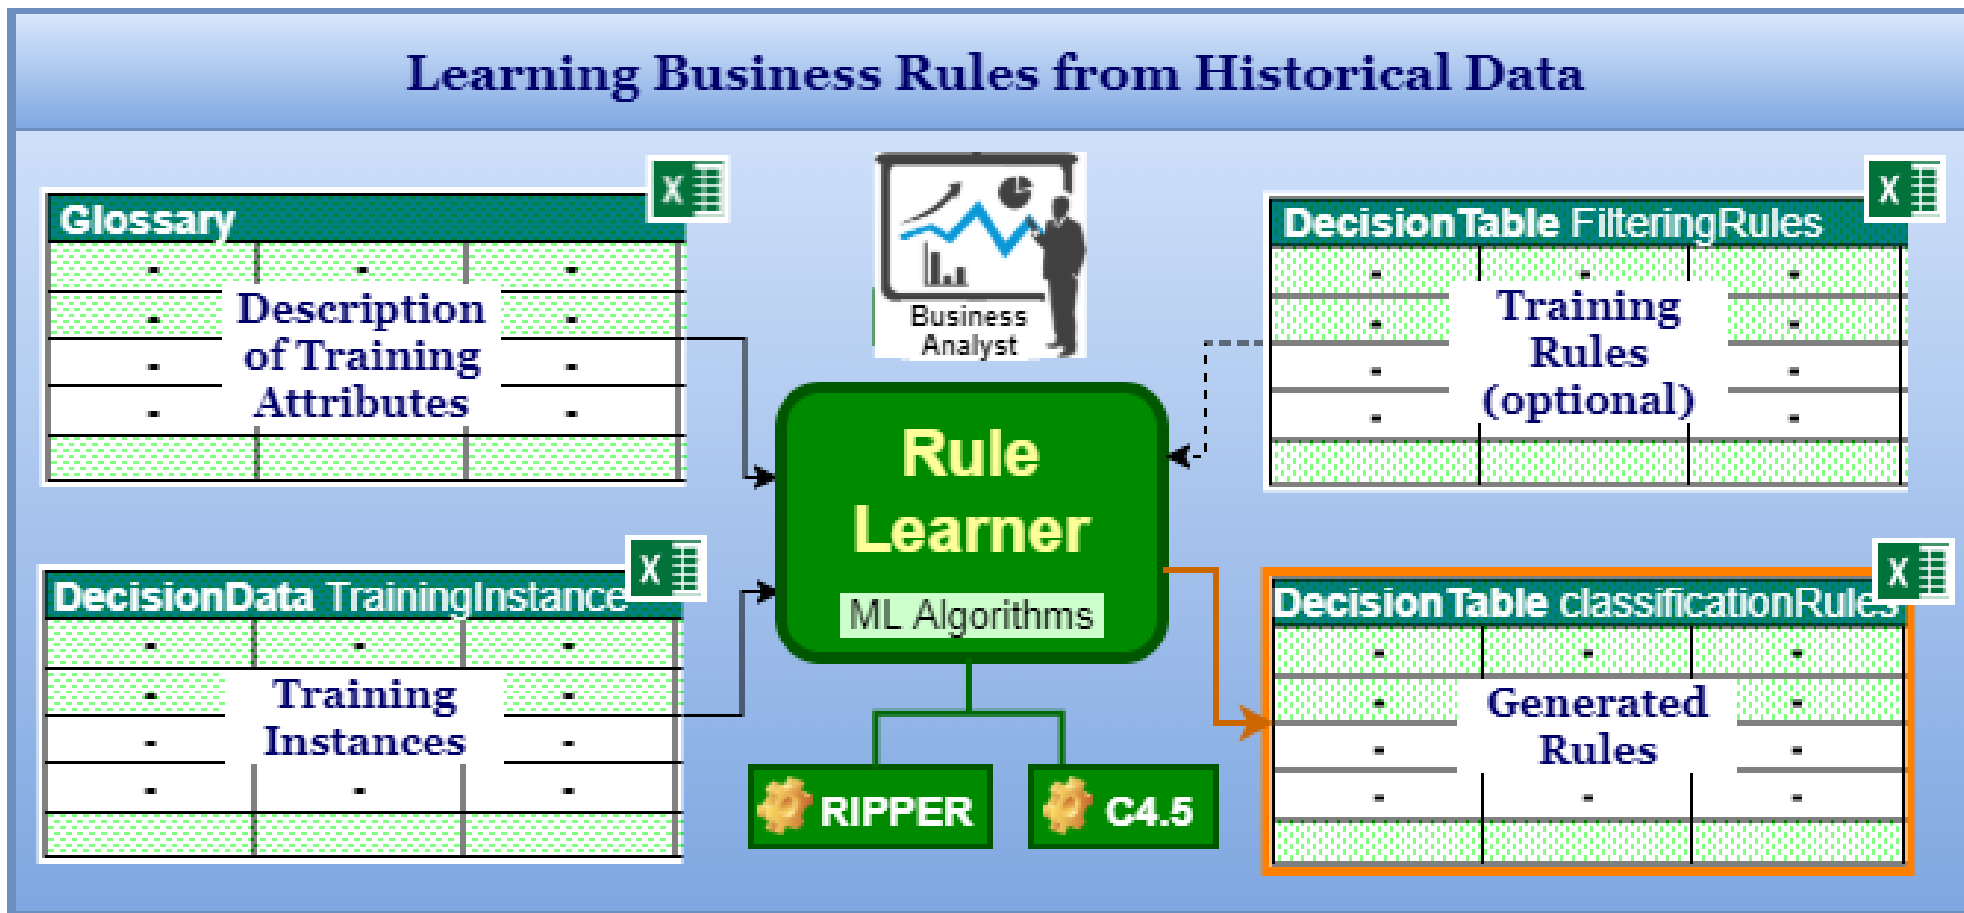 Learning Business Rules from Historical Data
Glossary
Description
of Training
Attributes
Business
Analyst
DecisionTable FilteringRules
Training
Rules
(optional)
Rule
Learner
ML Algorithms
DecisionData TrainingInstance
Training
Instances
RIPPER
C4.5
DecisionTable classificationRules
Generated
Rules
X
X
X
X